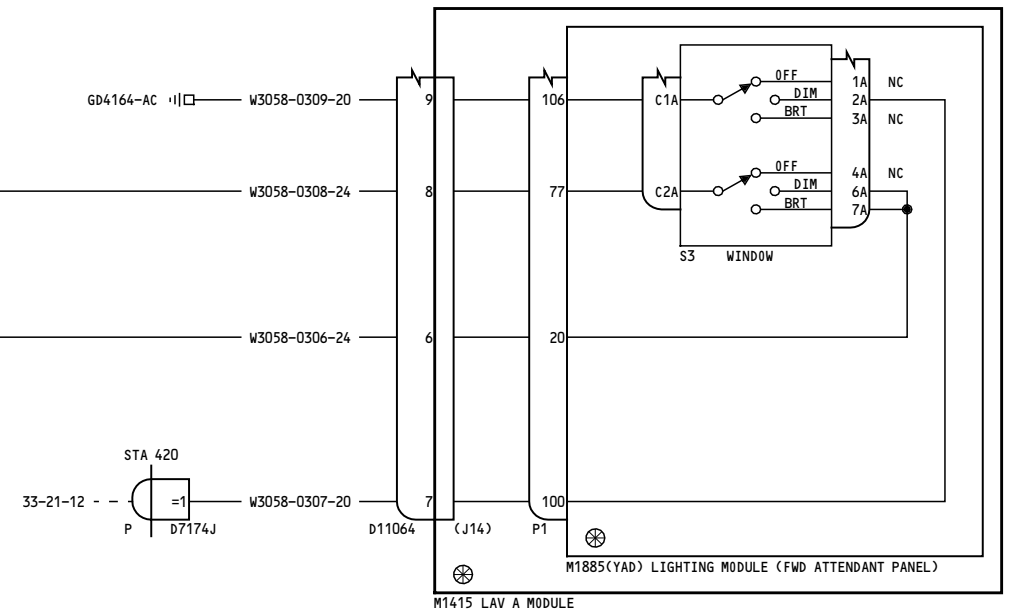 OFF
1A NC
GD4164-AC W3058-0309-20 9 106 C1A DIM 2A
BRT 3A NC
OFF 4A NC
W3058-0308-24 8 77 C2A DIM 6A
BRT 7A
S3 WINDOW
W3058-0306-24 6 20
STA 420
33-21-12 =1 W3058-0307-20 7 100
P D7174J D11064 (J14) P1
M1885(YAD) LIGHTING MODULE (FWD ATTENDANT PANEL)
M1415 LAV A MODULE